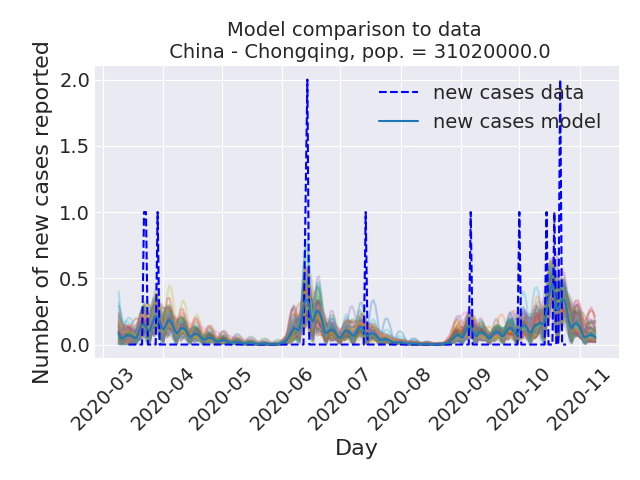 Model comparison to data
China - Chongqing, pop. = 31020000.0
new cases data
new cases model
Number of new cases reported
2.0
1.5
1.0
0.5
0.0
2020-03
2020-04
2020-05
2020-06
2020-07
2020-08
2020-09
2020-10
2020-11
Day